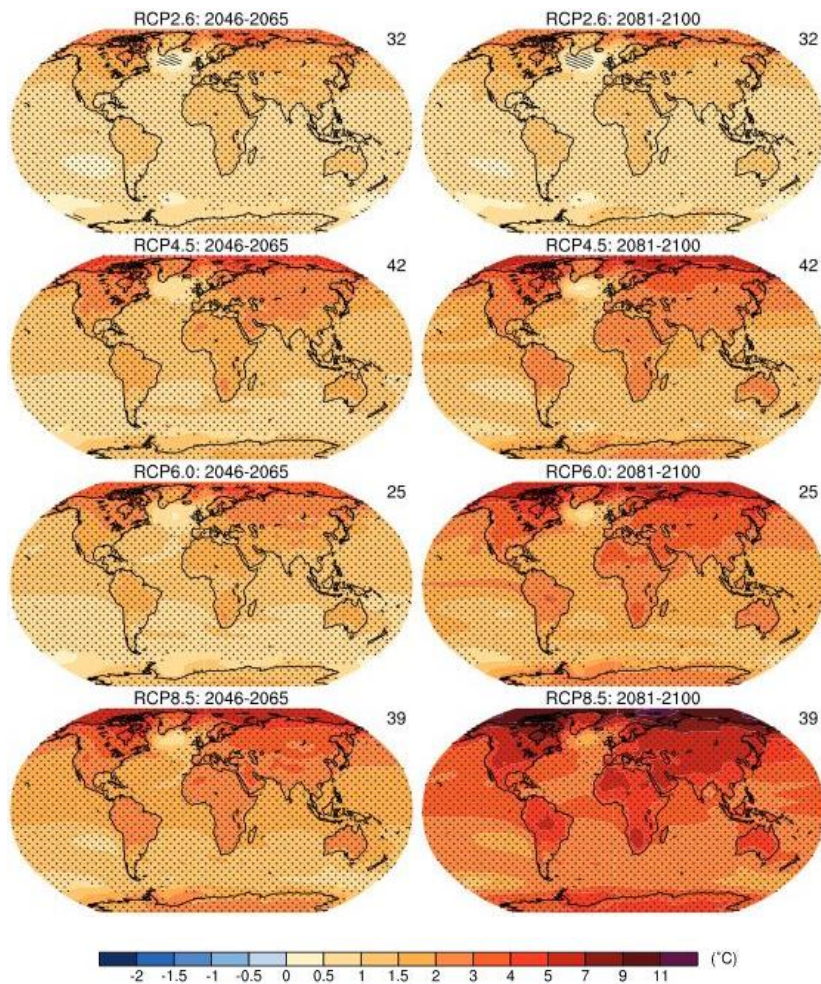 RCP2.6: 2046-2065
32
RCP2.6: 2081-2100
32
RCP4.5: 2046-2065
42
RCP4.5: 2081-2100
42
RCP6.0: 2046-2065
25
RCP6.0: 2081-2100
25
RCP8.5: 2046-2065
39
RCP8.5: 2081-2100
39
-2 -1.5 -1 -0.5 0 0.5 1 1.5 2 3 4 5 7 9 11 (˚C)